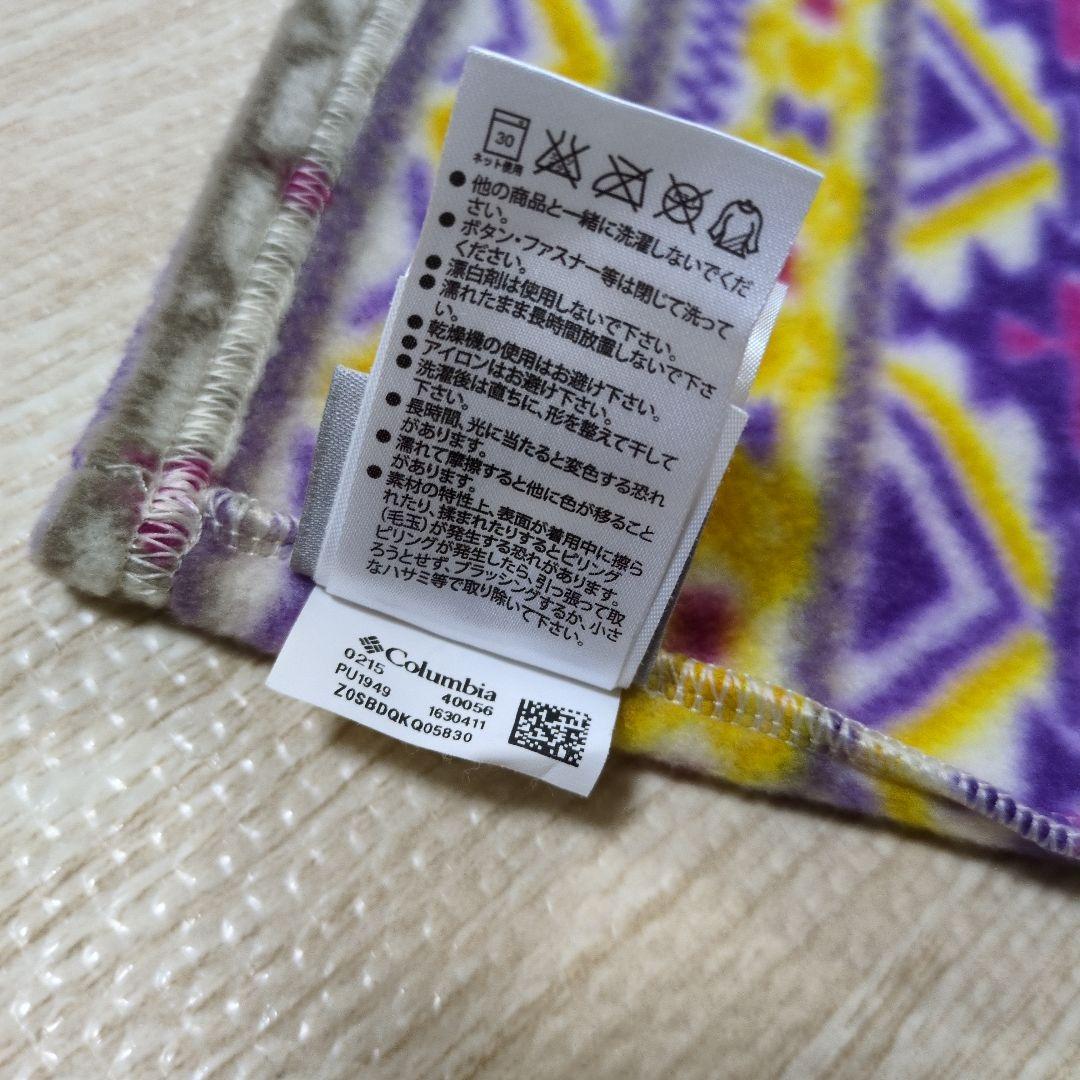 30
ネット使用
●他の商品と一緒に洗濯しないでくだ
さい。
●ボタン・ファスナー等は閉じて洗って
ください。
●漂白剤は使用しないで下さい。
●濡れたまま長時間放置しないで下さ
い。
●乾燥機の使用はお避け下さい。
●アイロンはお避け下さい。
●洗濯後は直ちに、形を整えて干して
下さい。
●長時間、光に当たると変色する恐れ
があります。
●濡れて摩擦すると他に色が移ること
があります。
●素材の特性上、表面が着用中に擦ら
れたり、揉まれたりするとピリング
(毛玉)が発生する恐れがあります。
ピリングが発生したら、引っ張って取
ろうとせず、ブラッシングするか、小さ
なハサミ等で取り除いて下さい。
Columbia
0215 40056
PU1949 1630411
Z0SBDQKQ05830